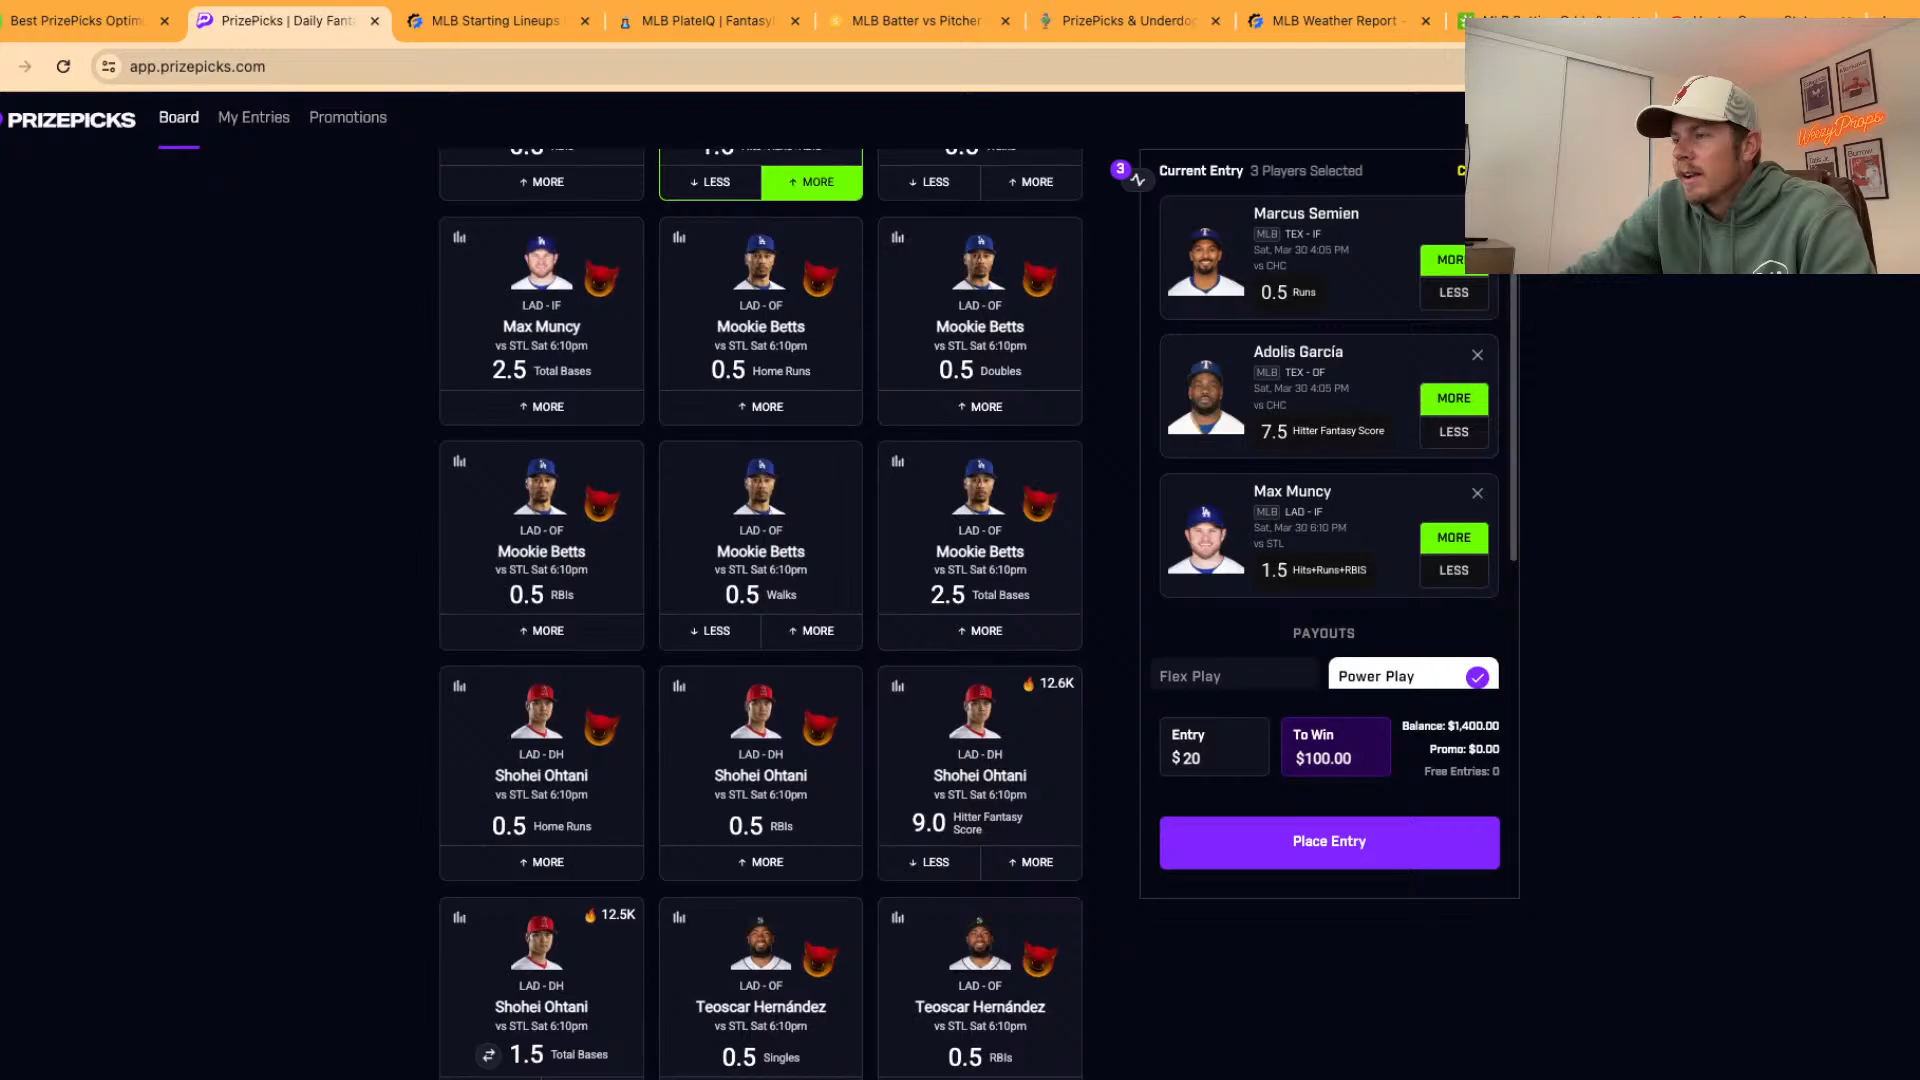 Best PrizePicks Optim
PrizePicks | Daily Fant
MLB Starting Lineups
MLB PlateIQ | Fantasyl
MLB Batter vs Pitcher
PrizePicks & Underdog
MLB Weather Report -
app.prizepicks.com
PRIZEPICKS
Board
My Entries
Promotions
↑ MORE
↓ LESS
↑ MORE
↓ LESS
↑ MORE
LAD - IF
Max Muncy
vs STL Sat 6:10pm
2.5 Total Bases
↑ MORE
LAD - OF
Mookie Betts
vs STL Sat 6:10pm
0.5 Home Runs
↑ MORE
LAD - OF
Mookie Betts
vs STL Sat 6:10pm
0.5 Doubles
↑ MORE
LAD - OF
Mookie Betts
vs STL Sat 6:10pm
0.5 RBIs
↑ MORE
LAD - OF
Mookie Betts
vs STL Sat 6:10pm
0.5 Walks
↓ LESS
↑ MORE
LAD - OF
Mookie Betts
vs STL Sat 6:10pm
2.5 Total Bases
↑ MORE
LAD - DH
Shohei Ohtani
vs STL Sat 6:10pm
0.5 Home Runs
↑ MORE
LAD - DH
Shohei Ohtani
vs STL Sat 6:10pm
0.5 RBIs
↑ MORE
12.6K
LAD - DH
Shohei Ohtani
vs STL Sat 6:10pm
9.0 Hitter Fantasy
Score
↓ LESS
↑ MORE
12.5K
LAD - DH
Shohei Ohtani
vs STL Sat 6:10pm
1.5 Total Bases
LAD - OF
Teoscar Hernández
vs STL Sat 6:10pm
0.5 Singles
LAD - OF
Teoscar Hernández
vs STL Sat 6:10pm
0.5 RBIs
3
Current Entry 3 Players Selected
Marcus Semien
MLB TEX - IF
Sat, Mar 30 4:05 PM
vs CHC
0.5 Runs
MORE
LESS
Adolis García
MLB TEX - OF
Sat, Mar 30 4:05 PM
vs CHC
7.5 Hitter Fantasy Score
MORE
LESS
Max Muncy
MLB LAD - IF
Sat, Mar 30 6:10 PM
vs STL
1.5 Hits+Runs+RBIS
MORE
LESS
PAYOUTS
Flex Play
Power Play
Entry
$ 20
To Win
$100.00
Balance: $1,400.00
Promo: $0.00
Free Entries: 0
Place Entry
WeezyProps
Burrow